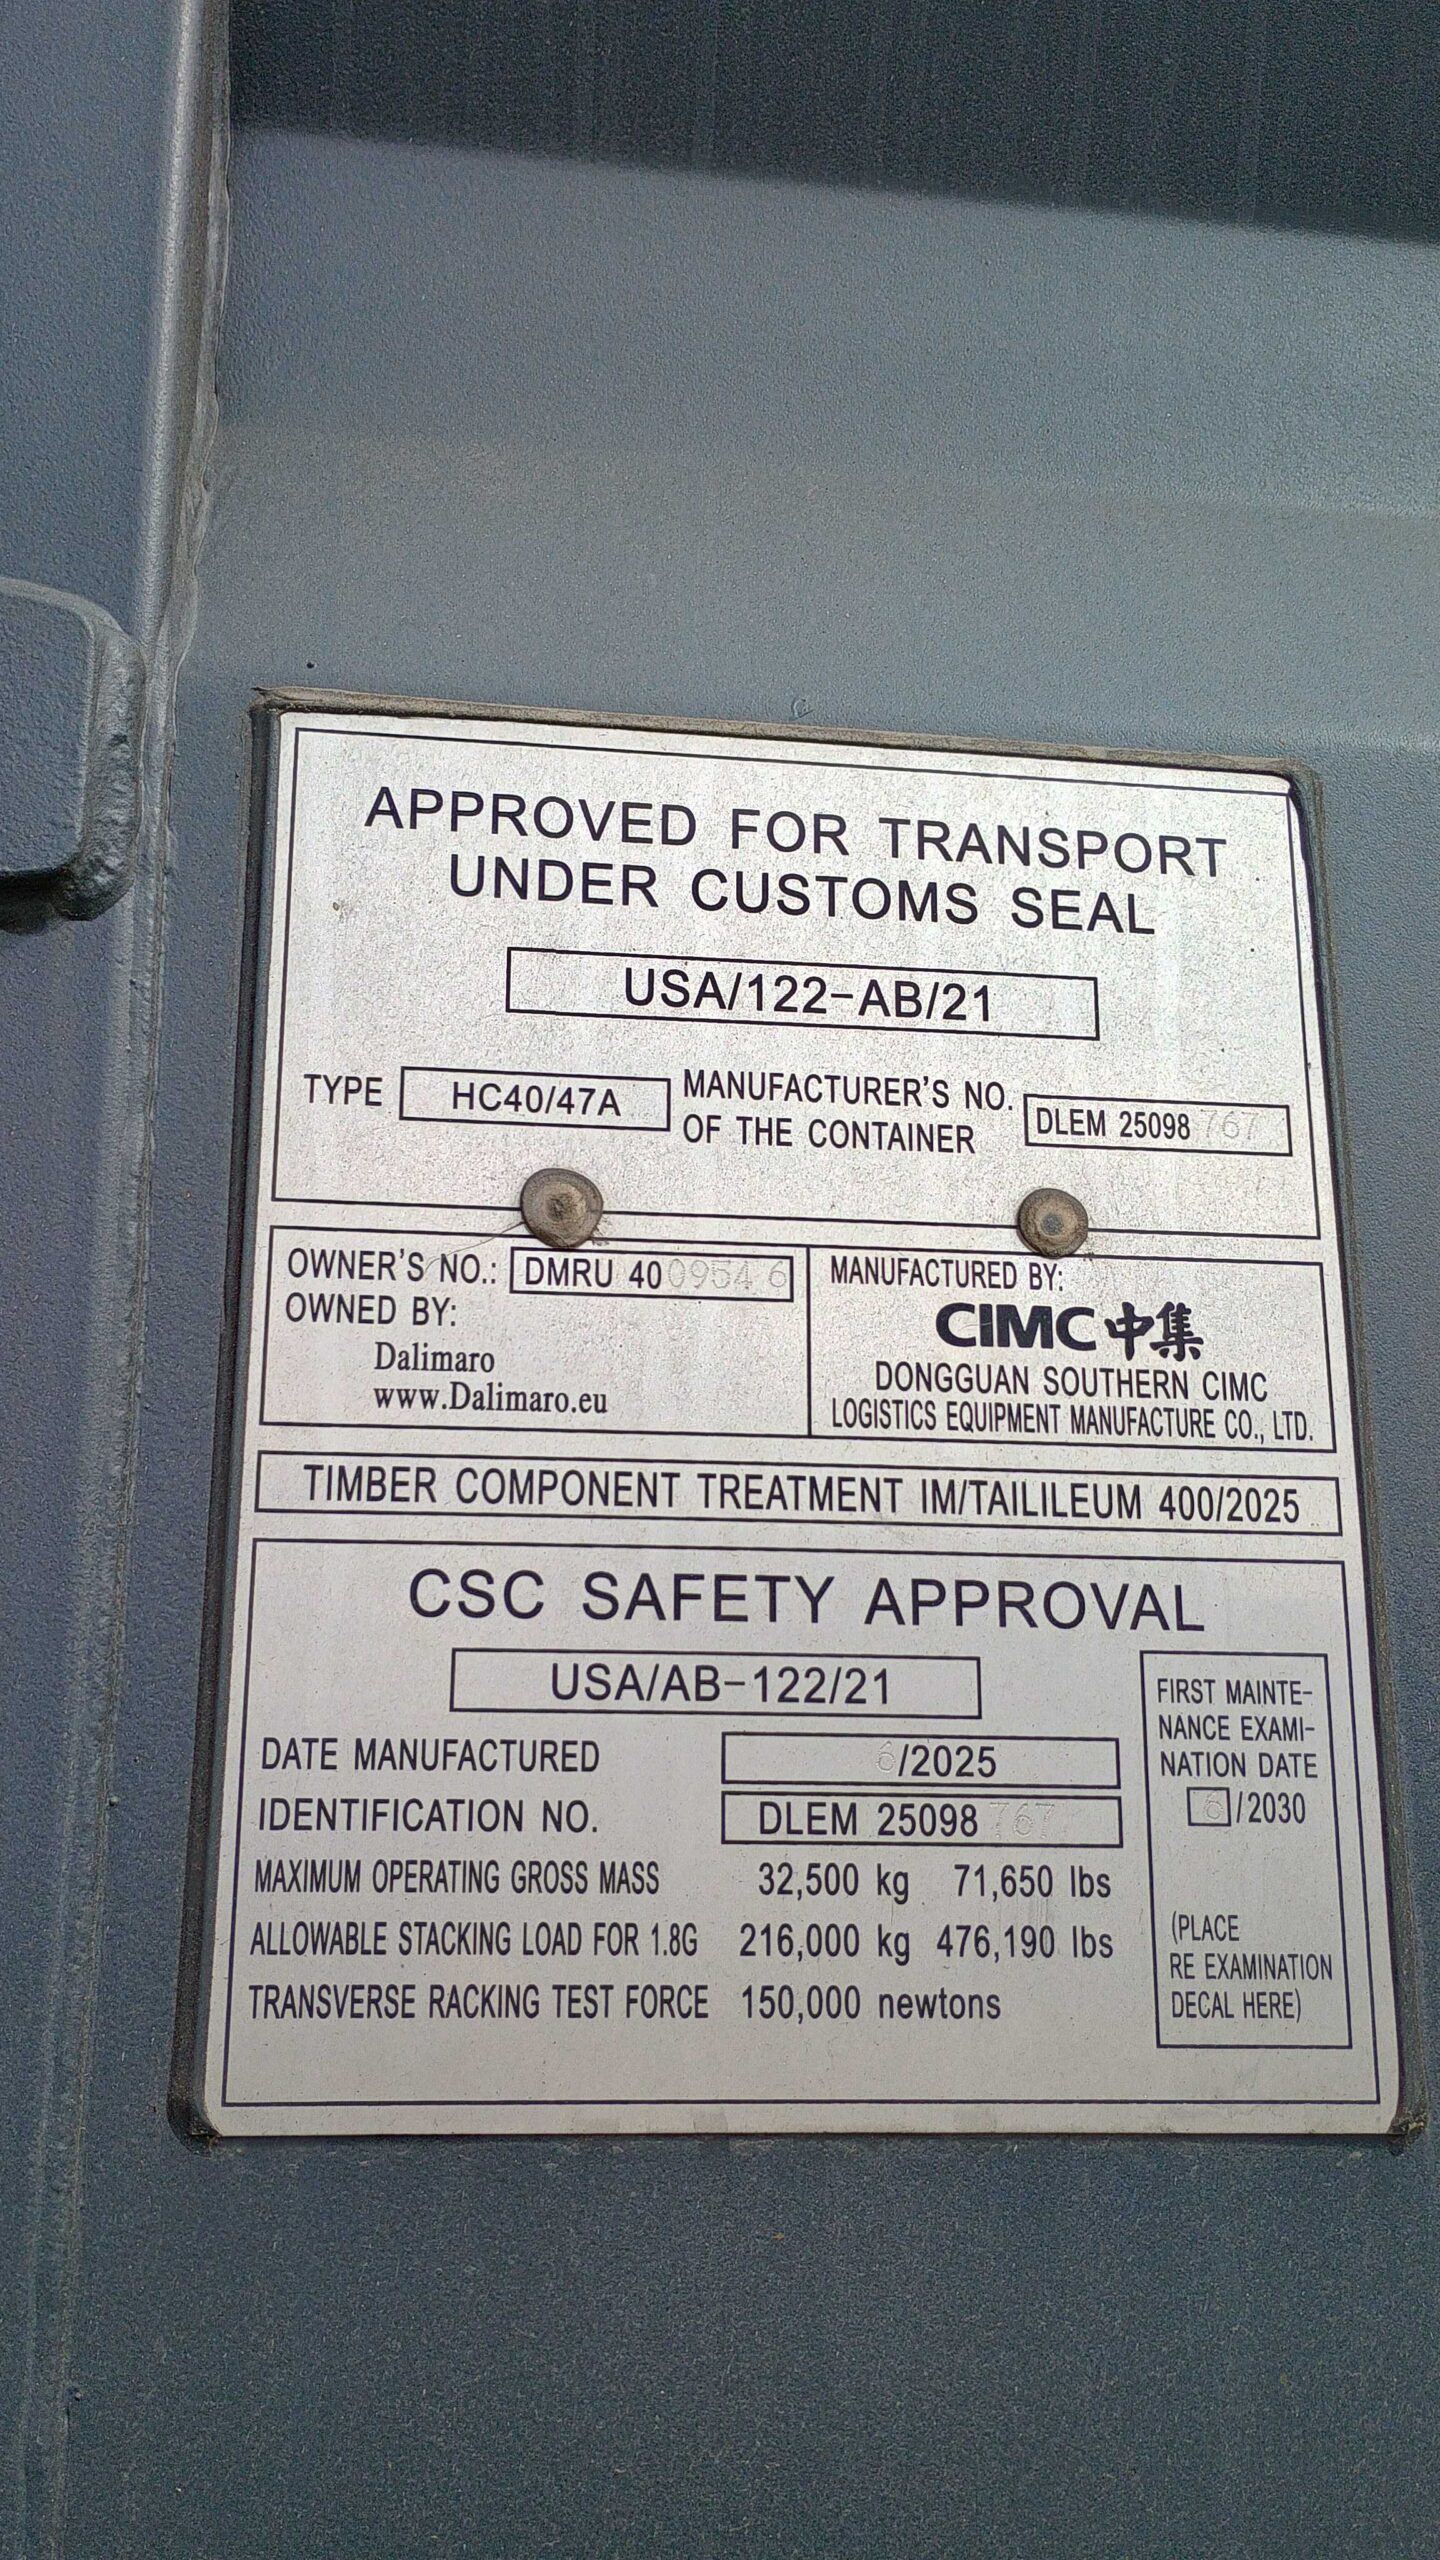 APPROVED FOR TRANSPORT
UNDER CUSTOMS SEAL
USA/122-AB/21
TYPE HC40/47A MANUFACTURER'S NO.
OF THE CONTAINER DLEM 25098 767
OWNER'S NO.: DMRU 40 0954 6
OWNED BY:
Dalimaro
www.Dalimaro.eu
MANUFACTURED BY:
CIMC 中集
DONGGUAN SOUTHERN CIMC
LOGISTICS EQUIPMENT MANUFACTURE CO., LTD.
TIMBER COMPONENT TREATMENT IM/TAILILEUM 400/2025
CSC SAFETY APPROVAL
USA/AB-122/21
DATE MANUFACTURED 6/2025
IDENTIFICATION NO. DLEM 25098 767
MAXIMUM OPERATING GROSS MASS 32,500 kg 71,650 lbs
ALLOWABLE STACKING LOAD FOR 1.8G 216,000 kg 476,190 lbs
TRANSVERSE RACKING TEST FORCE 150,000 newtons
FIRST MAINTE-
NANCE EXAMI-
NATION DATE
6/2030
(PLACE
RE EXAMINATION
DECAL HERE)